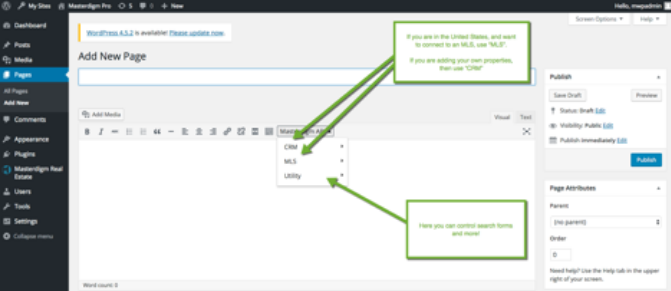 My Sites
Masterdigm Pro
5
0
New
Hello, mwpadmin
Screen Options
Help
Dashboard
Posts
Media
Pages
All Pages
Add New
Comments
Appearance
Plugins
Masterdigm Real
Estate
Users
Tools
Settings
Collapse menu
WordPress 4.5.2 is available! Please update now.
Add New Page
If you are in the United States, and want
to connect to an MLS, use "MLS".
If you are adding your own properties,
then use "CRM"
Add Media
Visual
Text
B I
Masterdigm
CRM
MLS
Utility
Here you can control search forms
and more!
Word count: 0
Publish
Save Draft
Preview
Status: Draft Edit
Visibility: Public Edit
Publish immediately Edit
Publish
Page Attributes
Parent
(no parent)
Order
0
Need help? Use the Help tab in the upper
right of your screen.